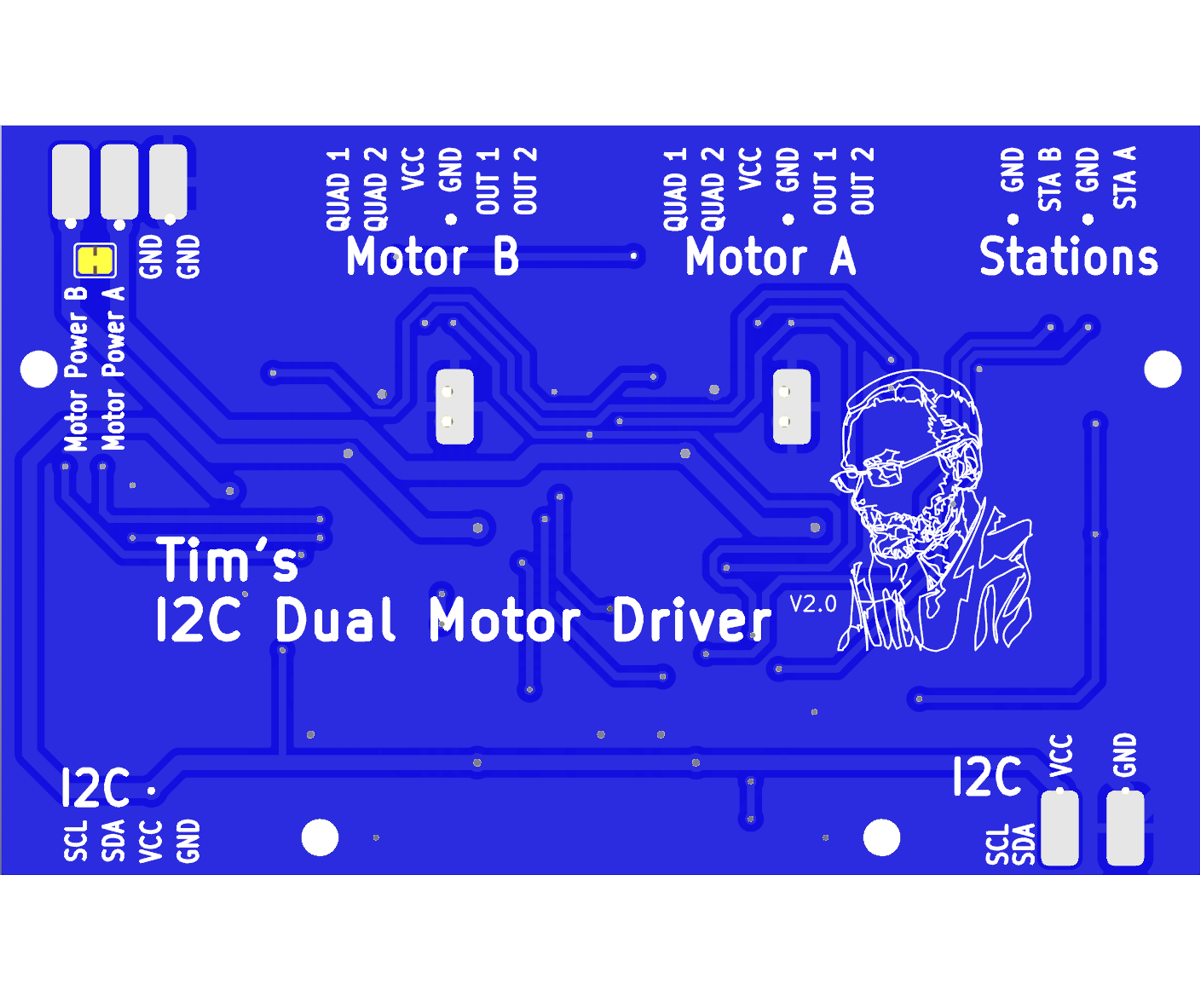 QUAD 1
QUAD 2
VCC
GND
OUT 1
OUT 2
Motor B
QUAD 1
QUAD 2
VCC
GND
OUT 1
OUT 2
Motor A
GND
STA B
GND
STA A
Stations
Motor Power B
Motor Power A
GND
GND
Tim's
I2C Dual Motor Driver
V2.0
I2C
SCL
SDA
VCC
GND
I2C
SCL
SDA
VCC
GND